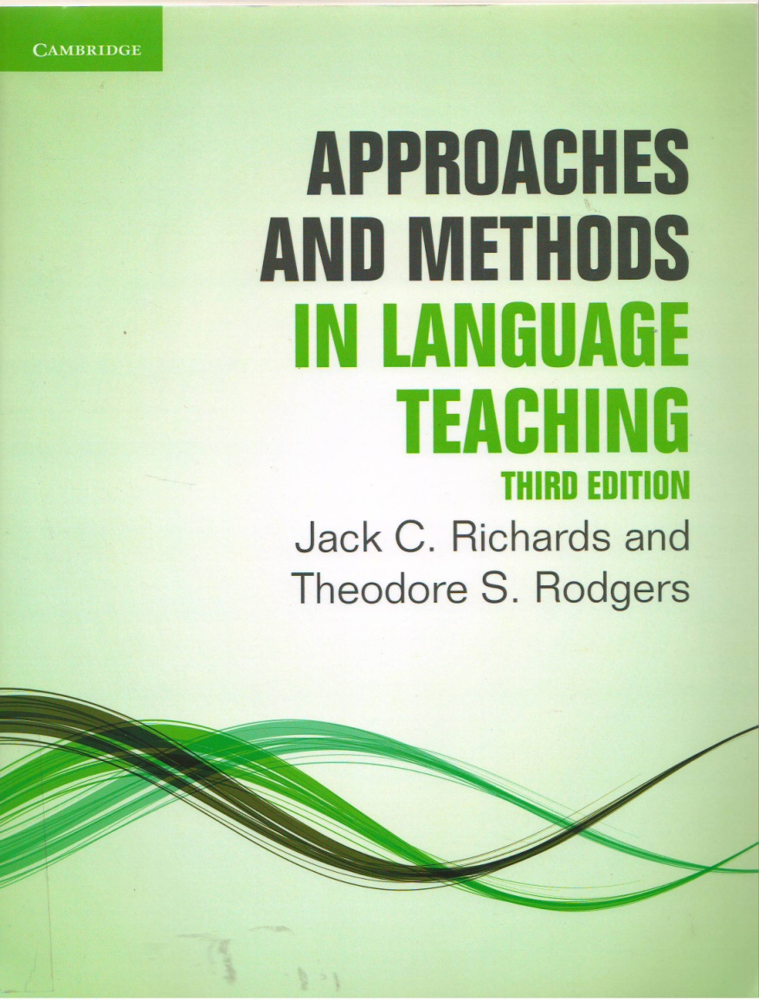 CAMBRIDGE
APPROACHES
AND METHODS
IN LANGUAGE
TEACHING
THIRD EDITION
Jack C. Richards and
Theodore S. Rodgers